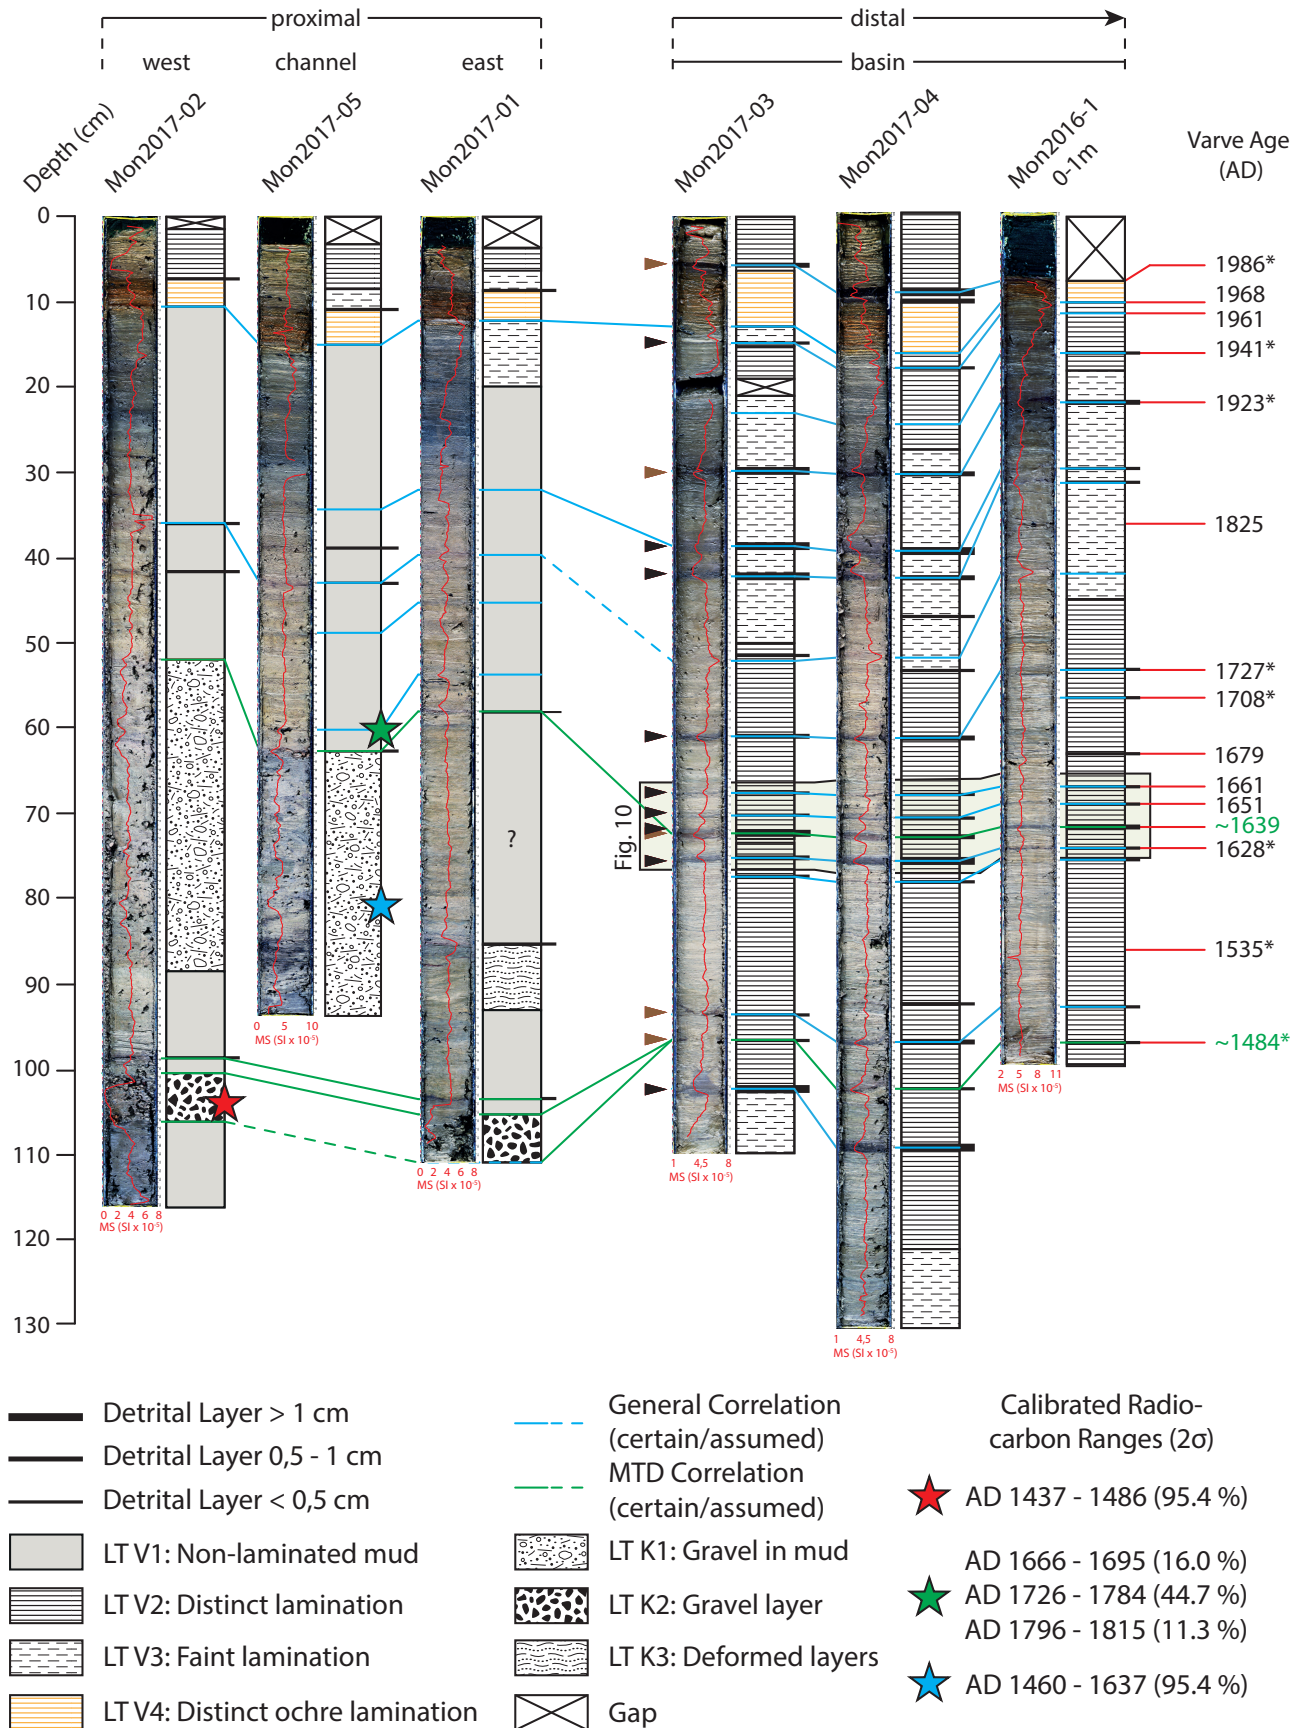 proximal
distal
west
channel
east
basin
Depth (cm)
Mon2017-02
Mon2017-05
Mon2017-01
Mon2017-03
Mon2017-04
Mon2016-1
0-1m
Varve Age
(AD)
0
10
20
30
40
50
60
70
80
90
100
110
120
130
1986*
1968
1961
1941*
1923*
1825
1727*
1708*
1679
1661
1651
~1639
1628*
1535*
~1484*
Fig. 10
?
0 5 10
MS (SI x 10⁻⁵)
2 5 8 11
MS (SI x 10⁻⁵)
0 2 4 6 8
MS (SI x 10⁻⁵)
1 4,5 8
MS (SI x 10⁻⁵)
0 2 4 6 8
MS (SI x 10⁻⁵)
1 4,5 8
MS (SI x 10⁻⁵)
Detrital Layer > 1 cm
Detrital Layer 0,5 - 1 cm
Detrital Layer < 0,5 cm
LT V1: Non-laminated mud
LT V2: Distinct lamination
LT V3: Faint lamination
LT V4: Distinct ochre lamination
General Correlation
(certain/assumed)
MTD Correlation
(certain/assumed)
LT K1: Gravel in mud
LT K2: Gravel layer
LT K3: Deformed layers
Gap
Calibrated Radio-
carbon Ranges (2σ)
AD 1437 - 1486 (95.4 %)
AD 1666 - 1695 (16.0 %)
AD 1726 - 1784 (44.7 %)
AD 1796 - 1815 (11.3 %)
AD 1460 - 1637 (95.4 %)